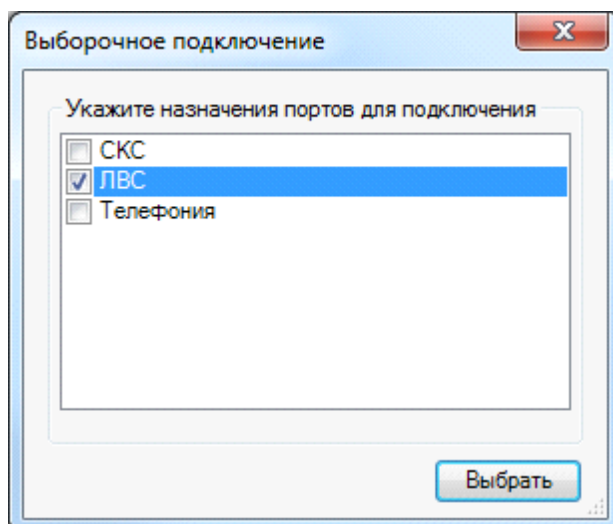 Выборочное подключение
Укажите назначения портов для подключения
СКС
ЛВС
Телефония
Выбрать